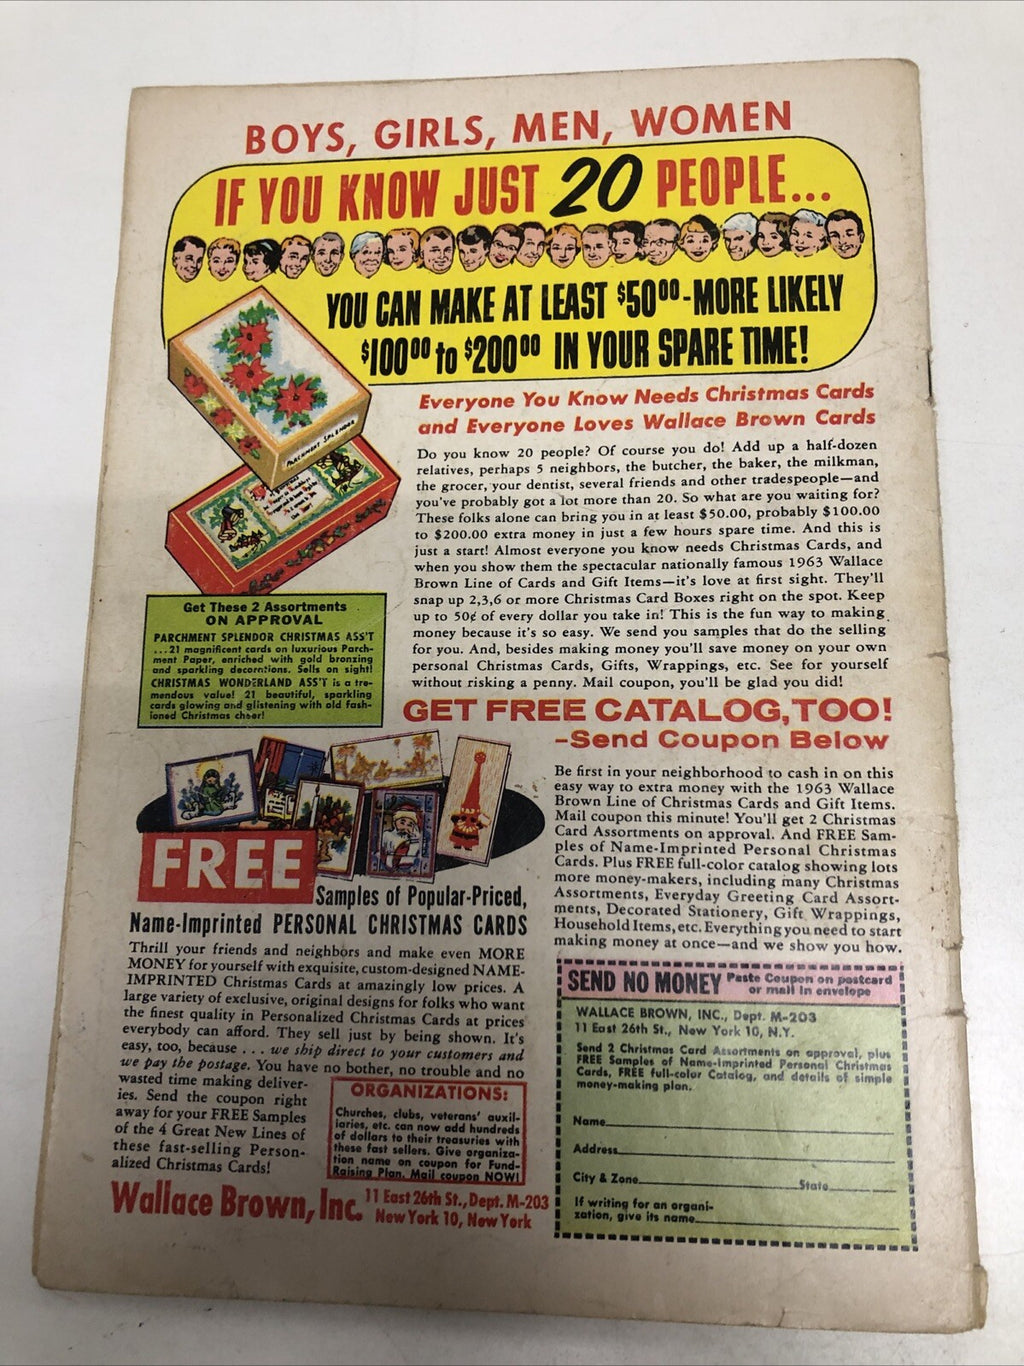 BOYS, GIRLS, MEN, WOMEN
IF YOU KNOW JUST 20 PEOPLE...
YOU CAN MAKE AT LEAST $50⁰⁰-MORE LIKELY
$100⁰⁰ to $200⁰⁰ IN YOUR SPARE TIME!
PARCHMENT SPLENDOR
Everyone You Know Needs Christmas Cards
and Everyone Loves Wallace Brown Cards
Do you know 20 people? Of course you do! Add up a half-dozen
relatives, perhaps 5 neighbors, the butcher, the baker, the milkman,
the grocer, your dentist, several friends and other tradespeople—and
you've probably got a lot more than 20. So what are you waiting for?
These folks alone can bring you in at least $50.00, probably $100.00
to $200.00 extra money in just a few hours spare time. And this is
just a start! Almost everyone you know needs Christmas Cards, and
when you show them the spectacular nationally famous 1963 Wallace
Brown Line of Cards and Gift Items—it's love at first sight. They'll
snap up 2,3,6 or more Christmas Card Boxes right on the spot. Keep
up to 50¢ of every dollar you take in! This is the fun way to making
money because it's so easy. We send you samples that do the selling
for you. And, besides making money you'll save money on your own
personal Christmas Cards, Gifts, Wrappings, etc. See for yourself
without risking a penny. Mail coupon, you'll be glad you did!
Get These 2 Assortments
ON APPROVAL
PARCHMENT SPLENDOR CHRISTMAS ASS'T
...21 magnificent cards on luxurious Parch-
ment Paper, enriched with gold bronzing
and sparkling decorations. Sells on sight!
CHRISTMAS WONDERLAND ASS'T is a tre-
mendous value! 21 beautiful, sparkling
cards glowing and glistening with old fash-
ioned Christmas cheer!
GET FREE CATALOG, TOO!
–Send Coupon Below
Be first in your neighborhood to cash in on this
easy way to extra money with the 1963 Wallace
Brown Line of Christmas Cards and Gift Items.
Mail coupon this minute! You'll get 2 Christmas
Card Assortments on approval. And FREE Sam-
ples of Name-Imprinted Personal Christmas
Cards. Plus FREE full-color catalog showing lots
more money-makers, including many Christmas
Assortments, Everyday Greeting Card Assort-
ments, Decorated Stationery, Gift Wrappings,
Household Items, etc. Everything you need to start
making money at once—and we show you how.
FREE
Samples of Popular-Priced,
Name-Imprinted PERSONAL CHRISTMAS CARDS
Thrill your friends and neighbors and make even MORE
MONEY for yourself with exquisite, custom-designed NAME-
IMPRINTED Christmas Cards at amazingly low prices. A
large variety of exclusive, original designs for folks who want
the finest quality in Personalized Christmas Cards at prices
everybody can afford. They sell just by being shown. It's
easy, too, because . . . we ship direct to your customers and
we pay the postage. You have no bother, no trouble and no
wasted time making deliver-
ies. Send the coupon right
away for your FREE Samples
of the 4 Great New Lines of
these fast-selling Person-
alized Christmas Cards!
ORGANIZATIONS:
Churches, clubs, veterans' auxil-
iaries, etc. can now add hundreds
of dollars to their treasuries with
these fast sellers. Give organiza-
tion name on coupon for Fund-
Raising Plan. Mail coupon NOW!
Wallace Brown, Inc. 11 East 26th St., Dept. M-203
New York 10, New York
SEND NO MONEY Paste Coupon on postcard
or mail in envelope
WALLACE BROWN, INC., Dept. M-203
11 East 26th St., New York 10, N.Y.
Send 2 Christmas Card Assortments on approval, plus
FREE Samples of Name-Imprinted Personal Christmas
Cards, FREE full-color Catalog, and details of simple
money-making plan.
Name
Address
City & Zone State
If writing for an organi-
zation, give its name